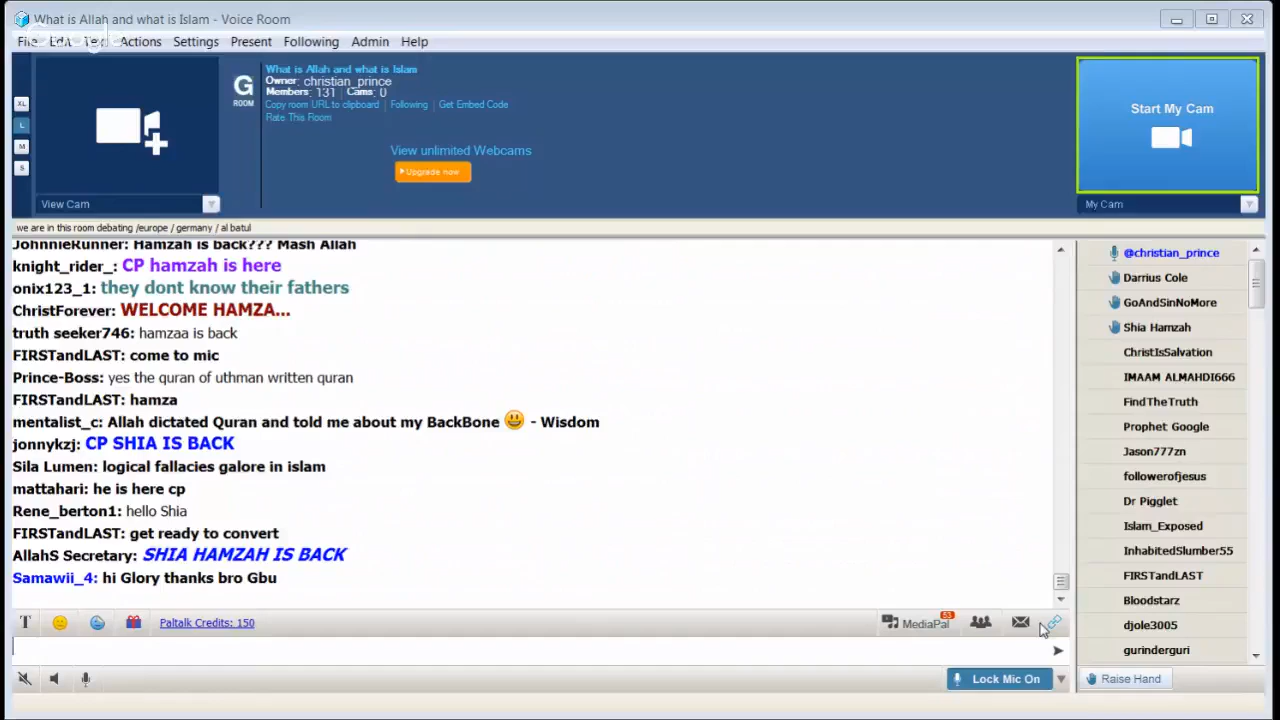 What is Allah and what is Islam - Voice Room
File Edit Text Actions Settings Present Following Admin Help
Google
XL
L
M
S
View Cam
G
ROOM
What is Allah and what is Islam
Owner: christian_prince
Members: 131 Cams: 0
Copy room URL to clipboard | Following | Get Embed Code
Rate This Room
View unlimited Webcams
Upgrade now
Start My Cam
My Cam
we are in this room debating /europe / germany / al batul
JohnnieRunner: Hamzah is back??? Mash Allah
knight_rider_: CP hamzah is here
onix123_1: they dont know their fathers
ChristForever: WELCOME HAMZA...
truth seeker746: hamzaa is back
FIRSTandLAST: come to mic
Prince-Boss: yes the quran of uthman written quran
FIRSTandLAST: hamza
mentalist_c: Allah dictated Quran and told me about my BackBone 😃 - Wisdom
jonnykzj: CP SHIA IS BACK
Sila Lumen: logical fallacies galore in islam
mattahari: he is here cp
Rene_berton1: hello Shia
FIRSTandLAST: get ready to convert
AllahS Secretary: SHIA HAMZAH IS BACK
Samawii_4: hi Glory thanks bro Gbu
@christian_prince
Darrius Cole
GoAndSinNoMore
Shia Hamzah
ChristIsSalvation
IMAAM ALMAHDI666
FindTheTruth
Prophet Google
Jason777zn
followerofjesus
Dr Pigglet
Islam_Exposed
InhabitedSlumber55
FIRSTandLAST
Bloodstarz
djole3005
gurinderguri
T
Paltalk Credits: 150
MediaPal
53
Lock Mic On
Raise Hand